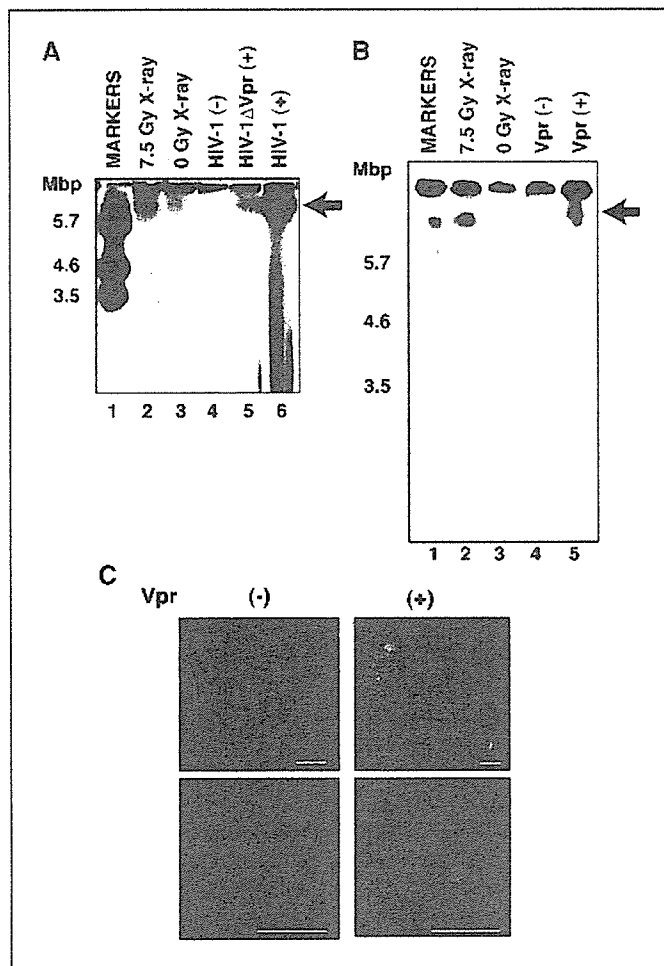 A
MARKERS
7.5 Gy X-ray
0 Gy X-ray
HIV-1 (-)
HIV-1ΔVpr (+)
HIV-1 (+)
Mbp
5.7
4.6
3.5
1 2 3 4 5 6
B
MARKERS
7.5 Gy X-ray
0 Gy X-ray
Vpr (-)
Vpr (+)
Mbp
5.7
4.6
3.5
1 2 3 4 5
C
Vpr (-) (+)